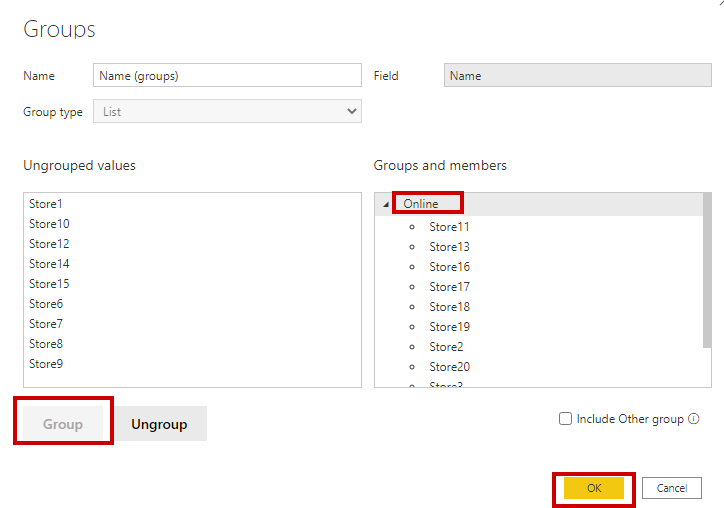 Groups
Name
Name (groups)
Field
Name
Group type
List
Ungrouped values
Groups and members
Store1
Store10
Store12
Store14
Store15
Store6
Store7
Store8
Store9
Online
Store11
Store13
Store16
Store17
Store18
Store19
Store2
Store20
Store3
Group
Ungroup
Include Other group
OK
Cancel